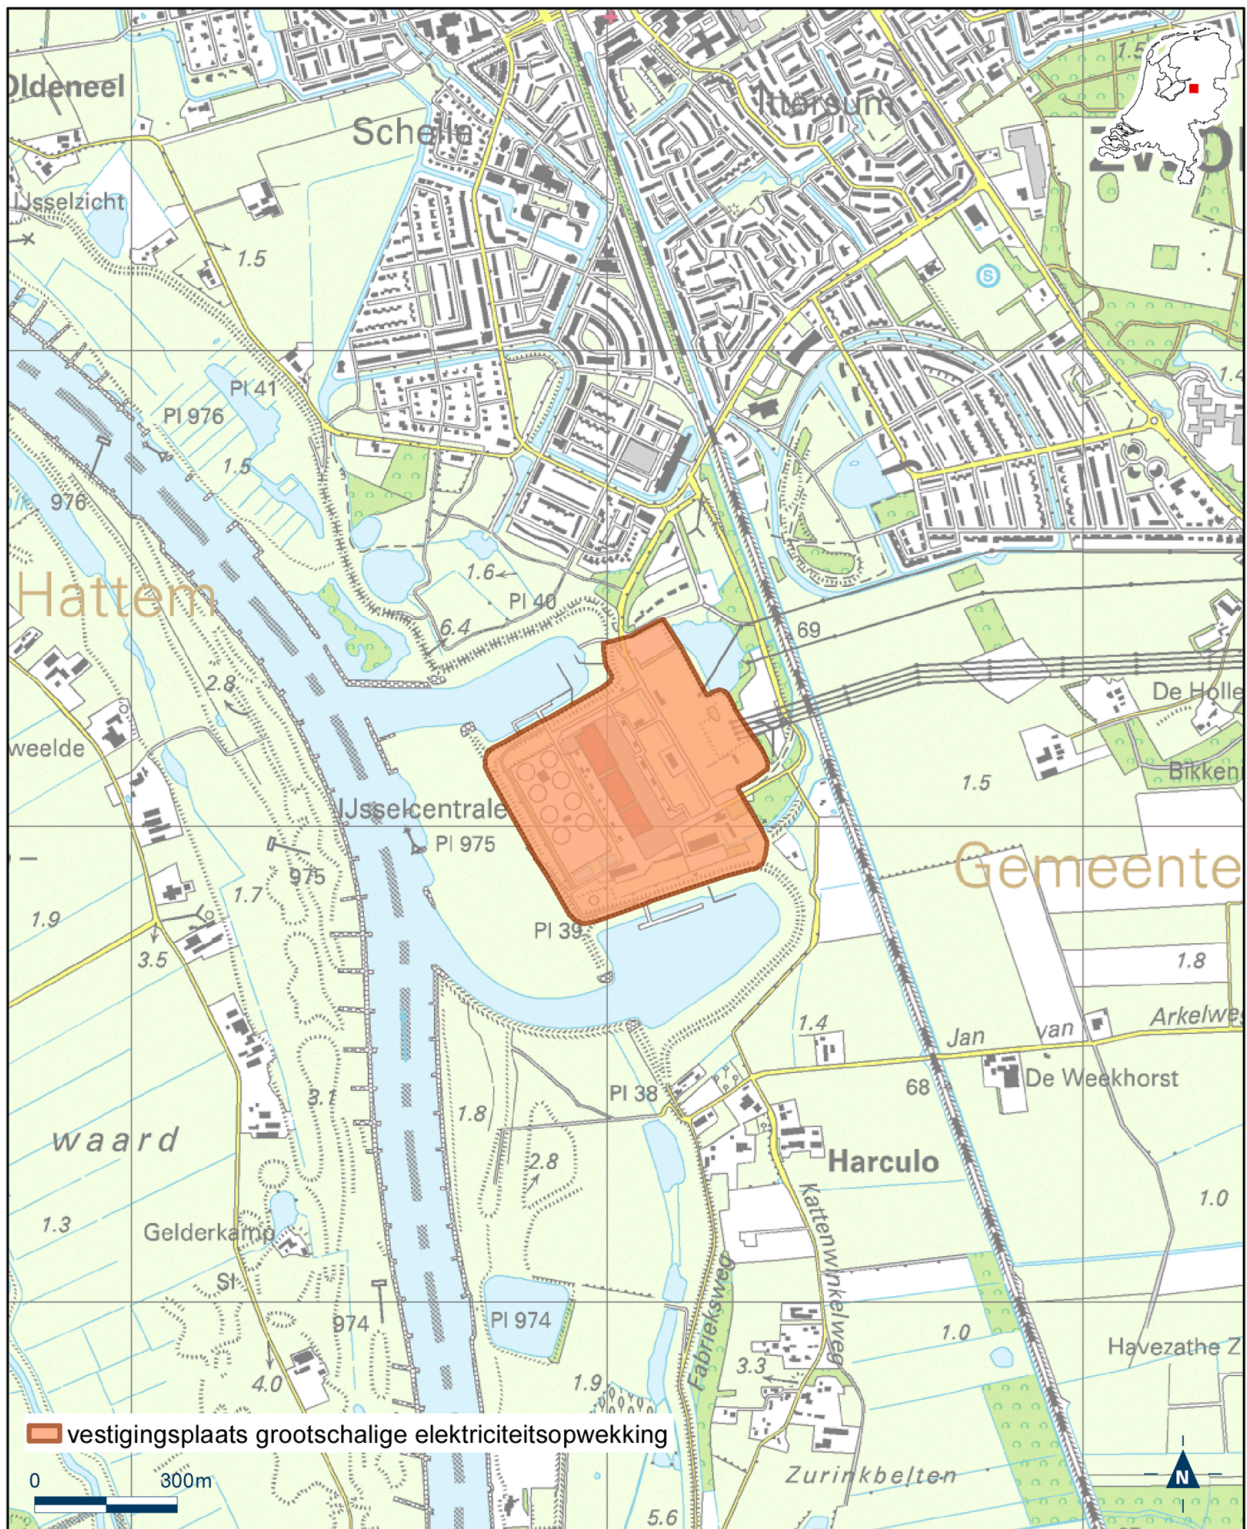 Oldeneel
Schelle
Ittersum
IJsselzicht
1.5
1.5
S
1.4
Pl 41
Pl 976
1.5
976
Hattem
1.6
Pl 40
6.4
69
2.8
De Holle
weelde
1.5
Bikken
IJsselcentrale
Pl 975
975
Gemeente
1.7
1.9
3.5
Pl 39
1.8
1.4
Jan van Arkelwe
68
De Weekhorst
Pl 38
3.1
1.8
waard
2.8
Harculo
1.3
1.0
Gelderkamp
Sl
Kattenwinkelweg
Fabrieksweg
974
Pl 974
1.0
Havezathe Z
3.3
4.0
1.9
vestigingsplaats grootschalige elektriciteitsopwekking
Zurinkbelten
0 300m
N
5.6